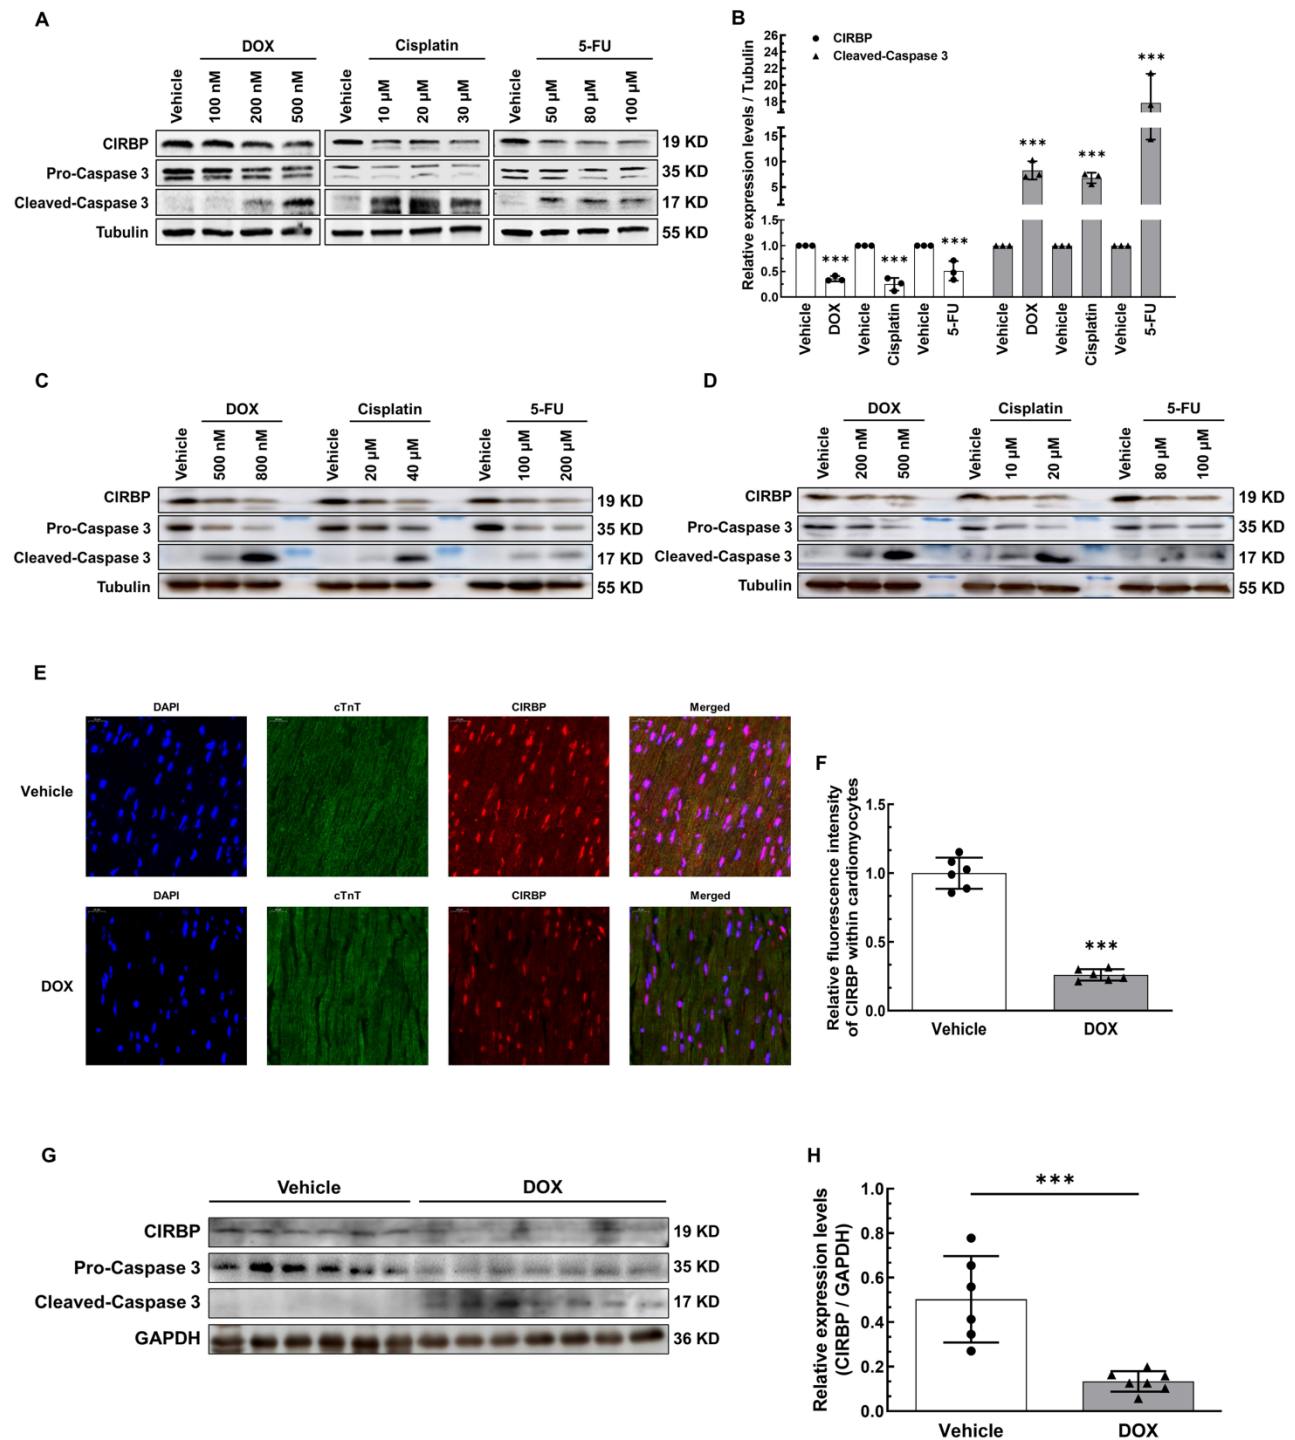 A
DOX
Cisplatin
5-FU
Vehicle
100 nM
200 nM
500 nM
Vehicle
10 μM
20 μM
30 μM
Vehicle
50 μM
80 μM
100 μM
CIRBP
19 KD
Pro-Caspase 3
35 KD
Cleaved-Caspase 3
17 KD
Tubulin
55 KD
B
CIRBP
Cleaved-Caspase 3
Relative expression levels / Tubulin
26
24
22
20
18
15
10
5
1.5
1.0
0.5
0.0
***
***
***
***
***
***
Vehicle
DOX
Vehicle
Cisplatin
Vehicle
5-FU
Vehicle
DOX
Vehicle
Cisplatin
Vehicle
5-FU
C
DOX
Cisplatin
5-FU
Vehicle
500 nM
800 nM
Vehicle
20 μM
40 μM
Vehicle
100 μM
200 μM
CIRBP
19 KD
Pro-Caspase 3
35 KD
Cleaved-Caspase 3
17 KD
Tubulin
55 KD
D
DOX
Cisplatin
5-FU
Vehicle
200 nM
500 nM
Vehicle
10 μM
20 μM
Vehicle
80 μM
100 μM
CIRBP
19 KD
Pro-Caspase 3
35 KD
Cleaved-Caspase 3
17 KD
Tubulin
55 KD
E
DAPI
cTnT
CIRBP
Merged
Vehicle
DAPI
cTnT
CIRBP
Merged
DOX
F
Relative fluorescence intensity
of CIRBP within cardiomyocytes
1.5
1.0
0.5
0.0
***
Vehicle
DOX
G
Vehicle
DOX
CIRBP
19 KD
Pro-Caspase 3
35 KD
Cleaved-Caspase 3
17 KD
GAPDH
36 KD
H
Relative expression levels
(CIRBP / GAPDH)
1.0
0.8
0.6
0.4
0.2
0.0
***
Vehicle
DOX